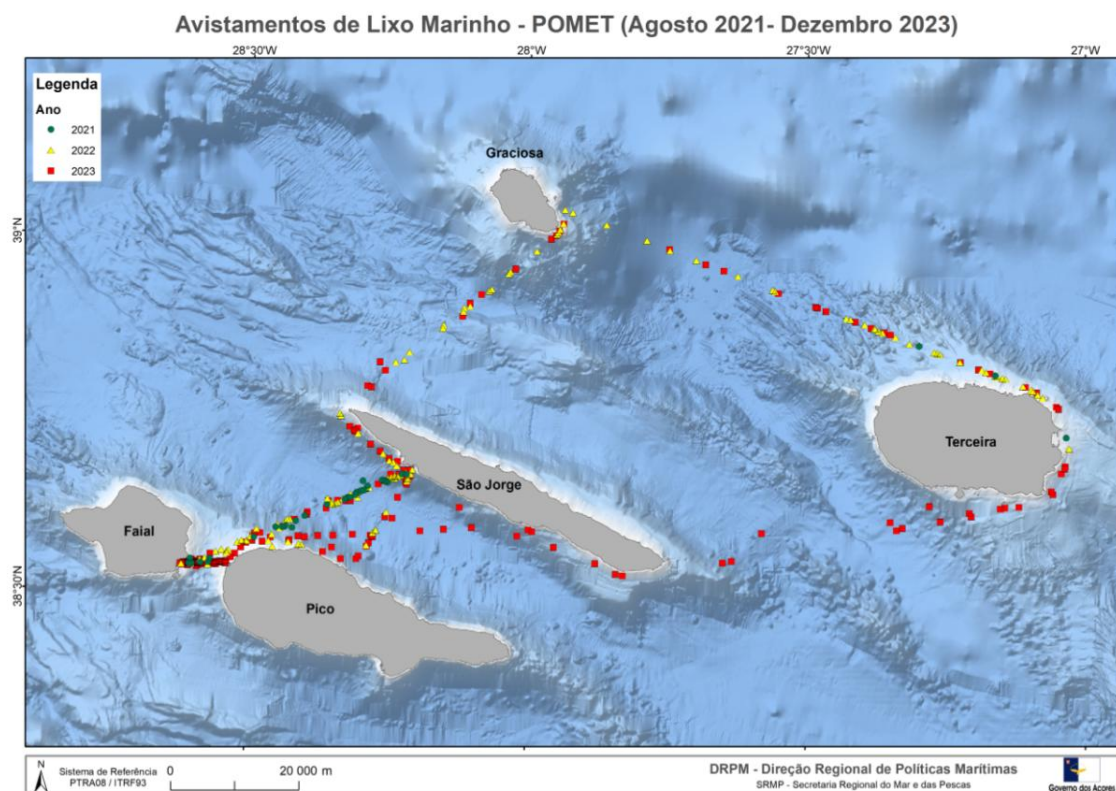 Avistamentos de Lixo Marinho - POMET (Agosto 2021- Dezembro 2023)
28°30'W
28°W
27°30'W
27°W
Legenda
Ano
2021
2022
2023
Graciosa
39°N
Terceira
São Jorge
Faial
38°30'N
Pico
N
Sistema de Referência
PTRA08 / ITRF93
0 20 000 m
DRPM - Direção Regional de Políticas Marítimas
SRMP - Secretaria Regional do Mar e das Pescas
Governo dos Açores